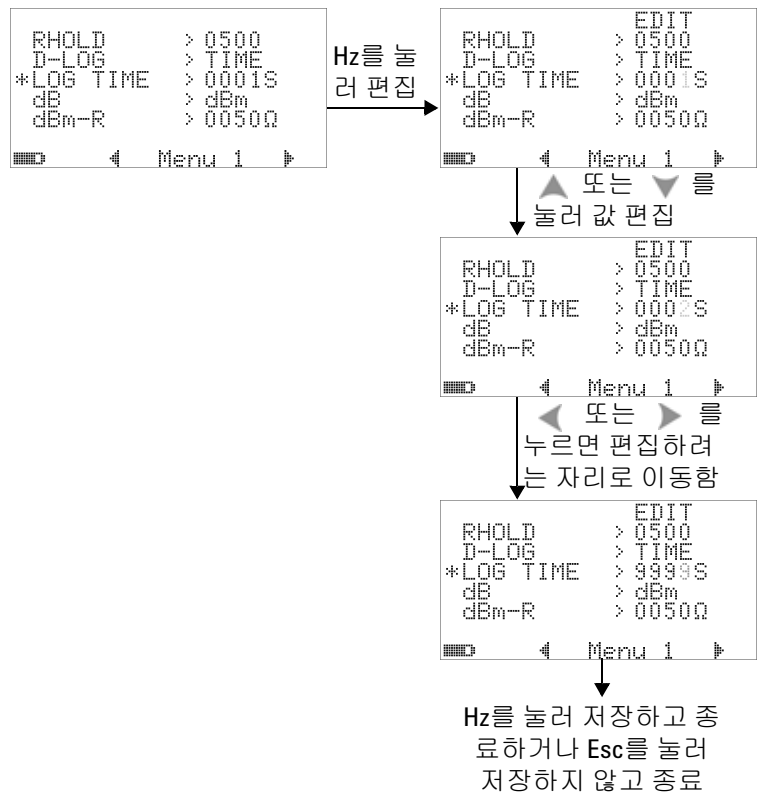 RHOLD > 0500
D-LOG > TIME
*LOG TIME > 0001S
dB > dBm
dBm-R > 0050Ω
Menu 1
Hz를 눌
러 편집
EDIT
RHOLD > 0500
D-LOG > TIME
*LOG TIME > 0001S
dB > dBm
dBm-R > 0050Ω
Menu 1
또는 를
눌러 값 편집
EDIT
RHOLD > 0500
D-LOG > TIME
*LOG TIME > 0002S
dB > dBm
dBm-R > 0050Ω
Menu 1
또는 를
누르면 편집하려
는 자리로 이동함
EDIT
RHOLD > 0500
D-LOG > TIME
*LOG TIME > 9999S
dB > dBm
dBm-R > 0050Ω
Menu 1
Hz를 눌러 저장하고 종
료하거나 Esc를 눌러
저장하지 않고 종료